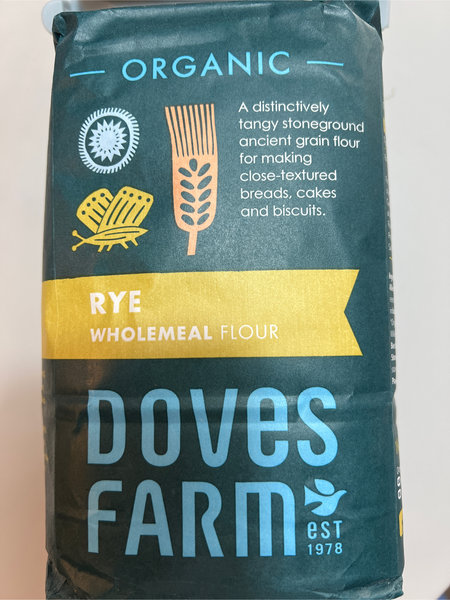 ORGANIC
A distinctively
tangy stoneground
ancient grain flour
for making
close-textured
breads, cakes
and biscuits.
RYE
WHOLEMEAL FLOUR
DOVES
FARM
EST
1978